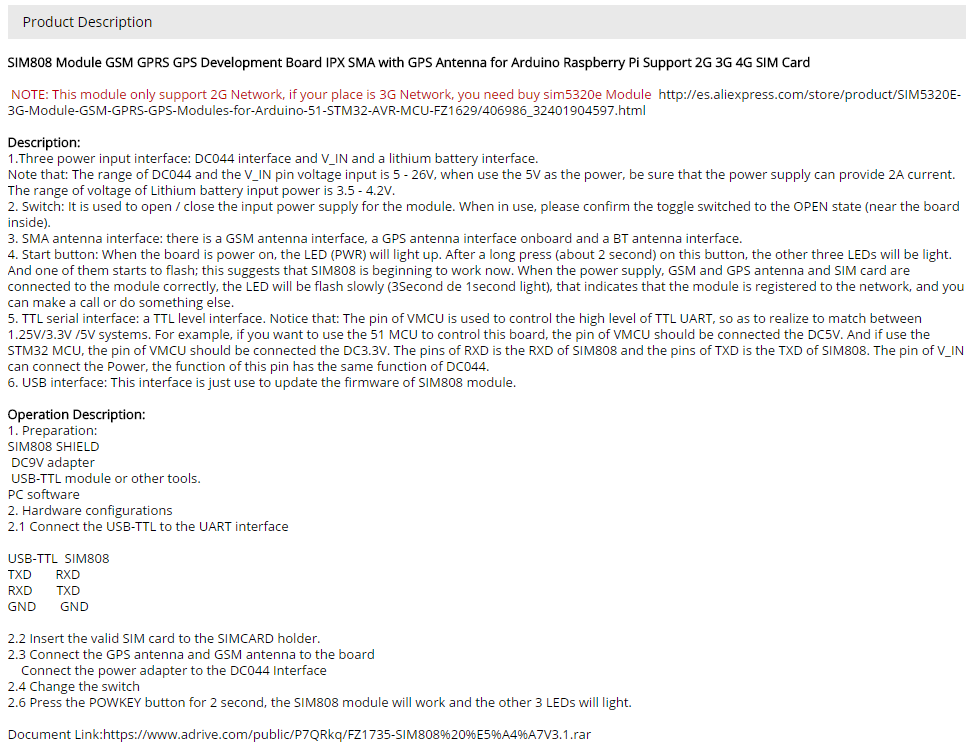 Product Description
SIM808 Module GSM GPRS GPS Development Board IPX SMA with GPS Antenna for Arduino Raspberry Pi Support 2G 3G 4G SIM Card
NOTE: This module only support 2G Network, if your place is 3G Network, you need buy sim5320e Module  http://es.aliexpress.com/store/product/SIM5320E-
3G-Module-GSM-GPRS-GPS-Modules-for-Arduino-51-STM32-AVR-MCU-FZ1629/406986_32401904597.html
Description:
1.Three power input interface: DC044 interface and V_IN and a lithium battery interface.
Note that: The range of DC044 and the V_IN pin voltage input is 5 - 26V, when use the 5V as the power, be sure that the power supply can provide 2A current.
The range of voltage of Lithium battery input power is 3.5 - 4.2V.
2. Switch: It is used to open / close the input power supply for the module. When in use, please confirm the toggle switched to the OPEN state (near the board
inside).
3. SMA antenna interface: there is a GSM antenna interface, a GPS antenna interface onboard and a BT antenna interface.
4. Start button: When the board is power on, the LED (PWR) will light up. After a long press (about 2 second) on this button, the other three LEDs will be light.
And one of them starts to flash; this suggests that SIM808 is beginning to work now. When the power supply, GSM and GPS antenna and SIM card are
connected to the module correctly, the LED will be flash slowly (3Second de 1second light), that indicates that the module is registered to the network, and you
can make a call or do something else.
5. TTL serial interface: a TTL level interface. Notice that: The pin of VMCU is used to control the high level of TTL UART, so as to realize to match between
1.25V/3.3V /5V systems. For example, if you want to use the 51 MCU to control this board, the pin of VMCU should be connected the DC5V. And if use the
STM32 MCU, the pin of VMCU should be connected the DC3.3V. The pins of RXD is the RXD of SIM808 and the pins of TXD is the TXD of SIM808. The pin of V_IN
can connect the Power, the function of this pin has the same function of DC044.
6. USB interface: This interface is just use to update the firmware of SIM808 module.
Operation Description:
1. Preparation:
SIM808 SHIELD
DC9V adapter
USB-TTL module or other tools.
PC software
2. Hardware configurations
2.1 Connect the USB-TTL to the UART interface
USB-TTL  SIM808
TXD      RXD
RXD      TXD
GND      GND
2.2 Insert the valid SIM card to the SIMCARD holder.
2.3 Connect the GPS antenna and GSM antenna to the board
Connect the power adapter to the DC044 Interface
2.4 Change the switch
2.6 Press the POWKEY button for 2 second, the SIM808 module will work and the other 3 LEDs will light.
Document Link:https://www.adrive.com/public/P7QRkq/FZ1735-SIM808%20%E5%A4%A7V3.1.rar